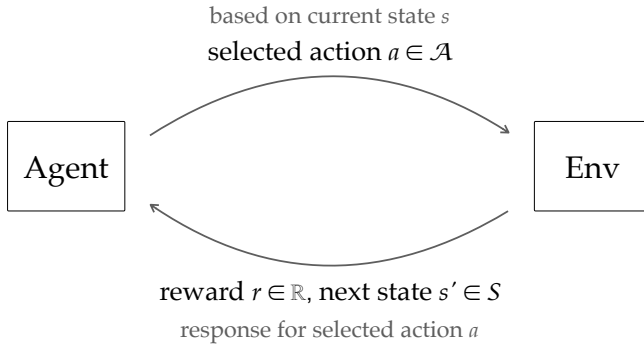 based on current state s
selected action a ∈ 𝒜
Agent
Env
reward r ∈ ℝ, next state s′ ∈ 𝒮
response for selected action a